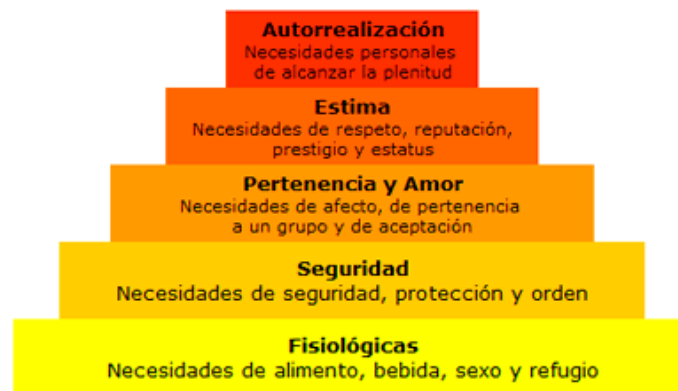 Autorrealización
Necesidades personales
de alcanzar la plenitud
Estima
Necesidades de respeto, reputación,
prestigio y estatus
Pertenencia y Amor
Necesidades de afecto, de pertenencia
a un grupo y de aceptación
Seguridad
Necesidades de seguridad, protección y orden
Fisiológicas
Necesidades de alimento, bebida, sexo y refugio